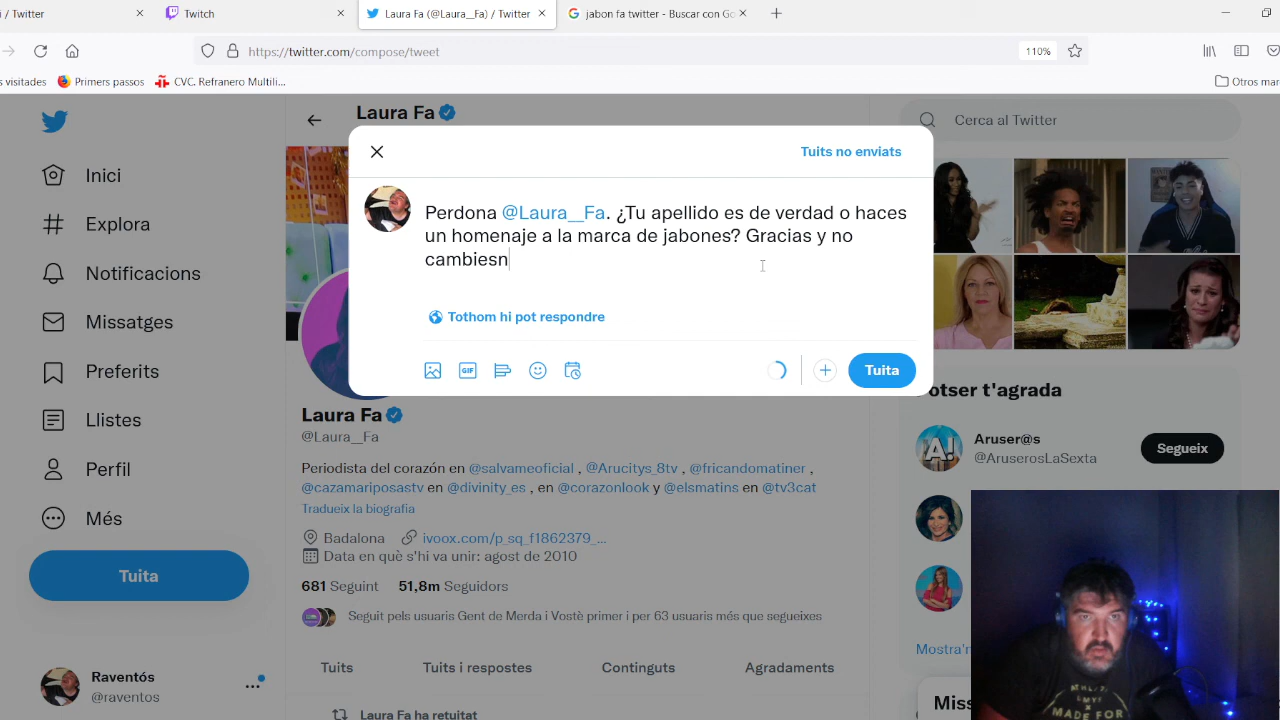 / Twitter
Twitch
Laura Fa (@Laura__Fa) / Twitter
jabon fa twitter - Buscar con Go
https://twitter.com/compose/tweet
110%
s visitades
Primers passos
CVC. Refranero Multili...
Otros mar
Laura Fa
Cerca al Twitter
Tuits no enviats
Inici
Explora
Notificacions
Missatges
Preferits
Llistes
Perfil
Més
Tuita
Raventós
@raventos
Perdona @Laura__Fa. ¿Tu apellido es de verdad o haces
un homenaje a la marca de jabones? Gracias y no
cambiesn
Tothom hi pot respondre
GIF
Tuita
Laura Fa
@Laura__Fa
Periodista del corazón en @salvameoficial , @Arucitys_8tv , @fricandomatiner ,
@cazamariposastv en @divinity_es , en @corazonlook y @elsmatins en @tv3cat
Tradueix la biografia
Badalona
ivoox.com/p_sq_f1862379_...
Data en què s'hi va unir: agost de 2010
681 Seguint
51,8m Seguidors
Seguit pels usuaris Gent de Merda i Vostè primer i per 63 usuaris més que segueixes
Tuits
Tuits i respostes
Continguts
Agradaments
Laura Fa ha retuitat
otser t'agrada
A!
Aruser@s
@AruserosLaSexta
Segueix
Mostra'n
Miss
MADE FOR